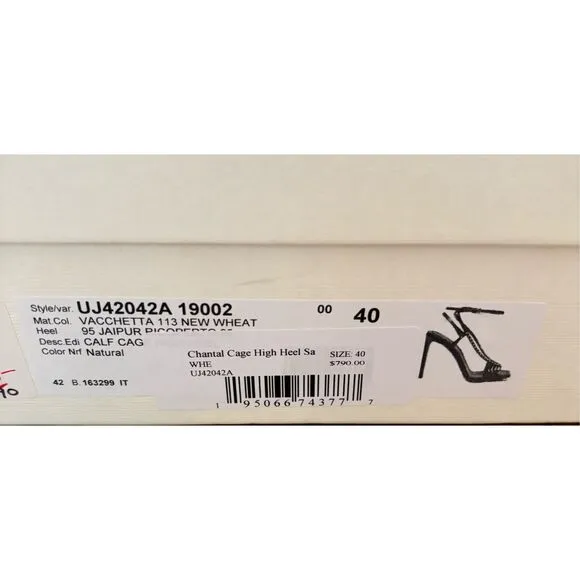 Style/var. UJ42042A 19002 00 40
Mat.Col. VACCHETTA 113 NEW WHEAT
Heel 95 JAIPUR RICOPERTO
Desc.Edi CALF CAG
Color Nrf Natural
42 B. 163299 IT
Chantal Cage High Heel Sa SIZE: 40
WHE $790.00
UJ42042A
1 95066 74377 7